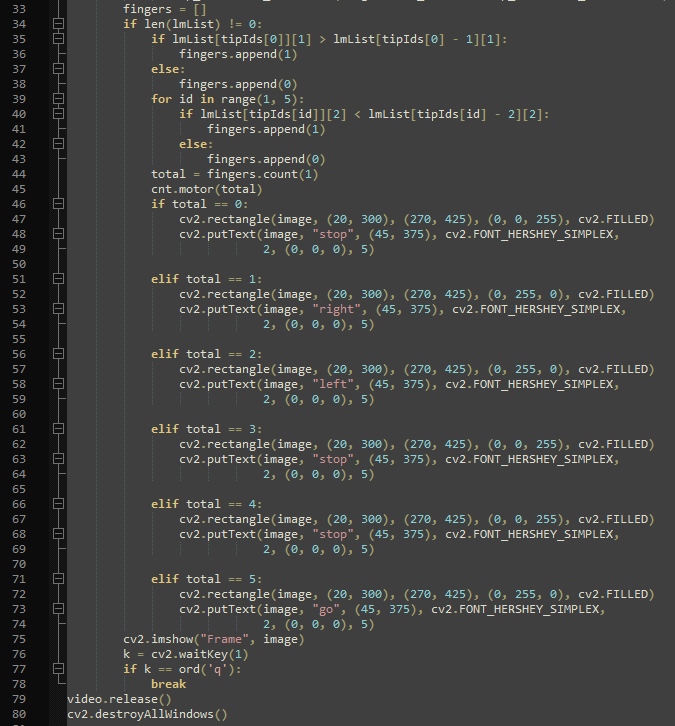 33 fingers = []
34 if len(lmList) != 0:
35 if lmList[tipIds[0]][1] > lmList[tipIds[0] - 1][1]:
36 fingers.append(1)
37 else:
38 fingers.append(0)
39 for id in range(1, 5):
40 if lmList[tipIds[id]][2] < lmList[tipIds[id] - 2][2]:
41 fingers.append(1)
42 else:
43 fingers.append(0)
44 total = fingers.count(1)
45 cnt.motor(total)
46 if total == 0:
47 cv2.rectangle(image, (20, 300), (270, 425), (0, 0, 255), cv2.FILLED)
48 cv2.putText(image, "stop", (45, 375), cv2.FONT_HERSHEY_SIMPLEX,
49 2, (0, 0, 0), 5)
50
51 elif total == 1:
52 cv2.rectangle(image, (20, 300), (270, 425), (0, 255, 0), cv2.FILLED)
53 cv2.putText(image, "right", (45, 375), cv2.FONT_HERSHEY_SIMPLEX,
54 2, (0, 0, 0), 5)
55
56 elif total == 2:
57 cv2.rectangle(image, (20, 300), (270, 425), (0, 255, 0), cv2.FILLED)
58 cv2.putText(image, "left", (45, 375), cv2.FONT_HERSHEY_SIMPLEX,
59 2, (0, 0, 0), 5)
60
61 elif total == 3:
62 cv2.rectangle(image, (20, 300), (270, 425), (0, 0, 255), cv2.FILLED)
63 cv2.putText(image, "stop", (45, 375), cv2.FONT_HERSHEY_SIMPLEX,
64 2, (0, 0, 0), 5)
65
66 elif total == 4:
67 cv2.rectangle(image, (20, 300), (270, 425), (0, 0, 255), cv2.FILLED)
68 cv2.putText(image, "stop", (45, 375), cv2.FONT_HERSHEY_SIMPLEX,
69 2, (0, 0, 0), 5)
70
71 elif total == 5:
72 cv2.rectangle(image, (20, 300), (270, 425), (0, 255, 0), cv2.FILLED)
73 cv2.putText(image, "go", (45, 375), cv2.FONT_HERSHEY_SIMPLEX,
74 2, (0, 0, 0), 5)
75 cv2.imshow("Frame", image)
76 k = cv2.waitKey(1)
77 if k == ord('q'):
78 break
79 video.release()
80 cv2.destroyAllWindows()